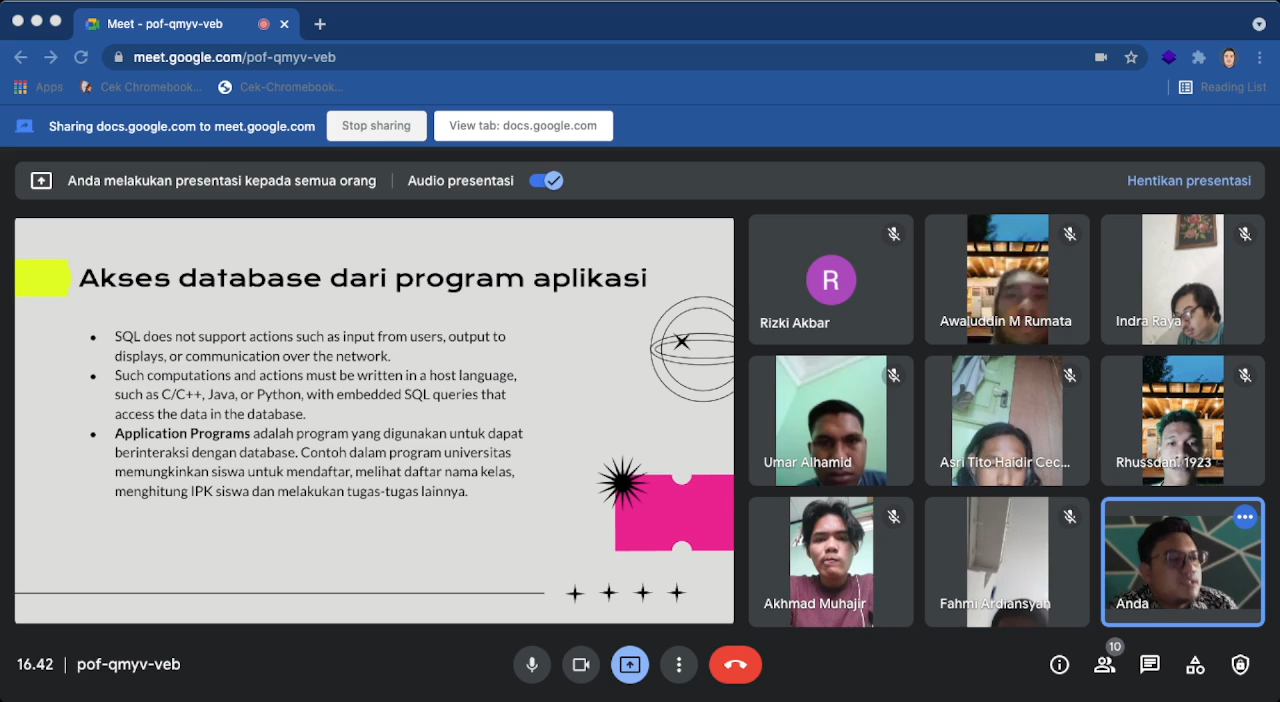 Meet - pof-qmyv-veb
meet.google.com/pof-qmyv-veb
Apps
Cek Chromebook...
Cek-Chromebook...
Reading List
Sharing docs.google.com to meet.google.com
Stop sharing
View tab: docs.google.com
Anda melakukan presentasi kepada semua orang
Audio presentasi
Hentikan presentasi
Akses database dari program aplikasi
• SQL does not support actions such as input from users, output to
displays, or communication over the network.
• Such computations and actions must be written in a host language,
such as C/C++, Java, or Python, with embedded SQL queries that
access the data in the database.
• Application Programs adalah program yang digunakan untuk dapat
berinteraksi dengan database. Contoh dalam program universitas
memungkinkan siswa untuk mendaftar, melihat daftar nama kelas,
menghitung IPK siswa dan melakukan tugas-tugas lainnya.
R
Rizki Akbar
Awaluddin M Rumata
Indra Raya
Umar Alhamid
Asri Tito Haidir Cec...
Rhussdan. 1923
Akhmad Muhajir
Fahmi Ardiansyah
Anda
16.42 | pof-qmyv-veb
10